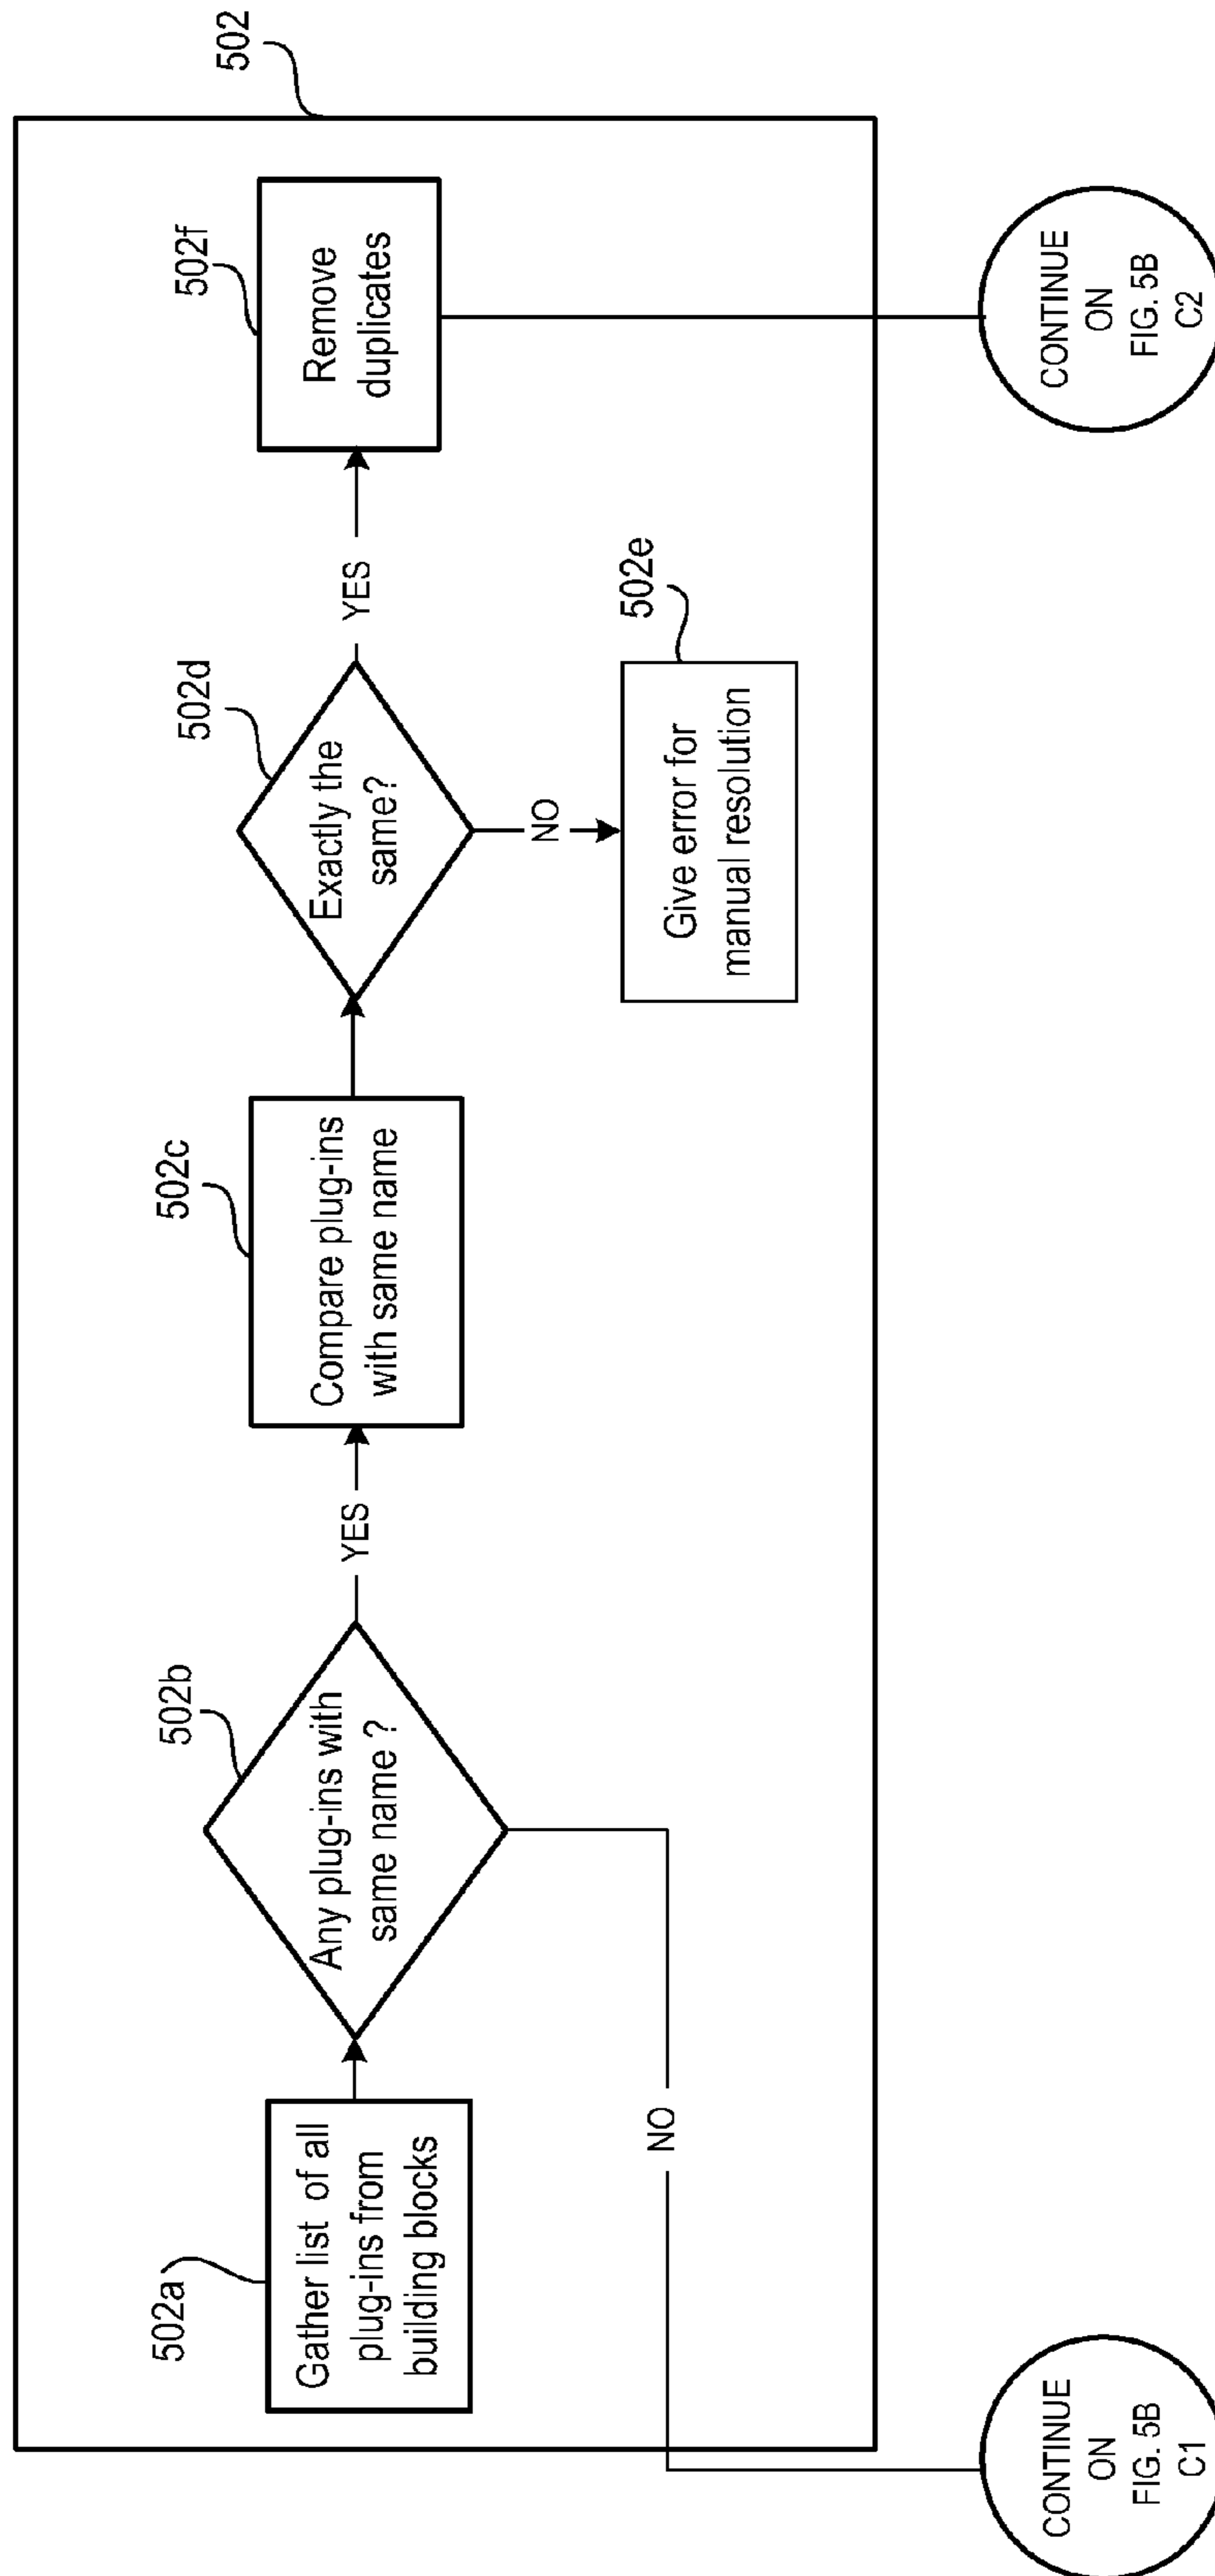 502
502a
Gather list of all
plug-ins from
building blocks
502b
Any plug-ins with
same name ?
YES
NO
502c
Compare plug-ins
with same name
502d
Exactly the
same?
YES
NO
502e
Give error for
manual resolution
502f
Remove
duplicates
CONTINUE
ON
FIG. 5B
C1
CONTINUE
ON
FIG. 5B
C2